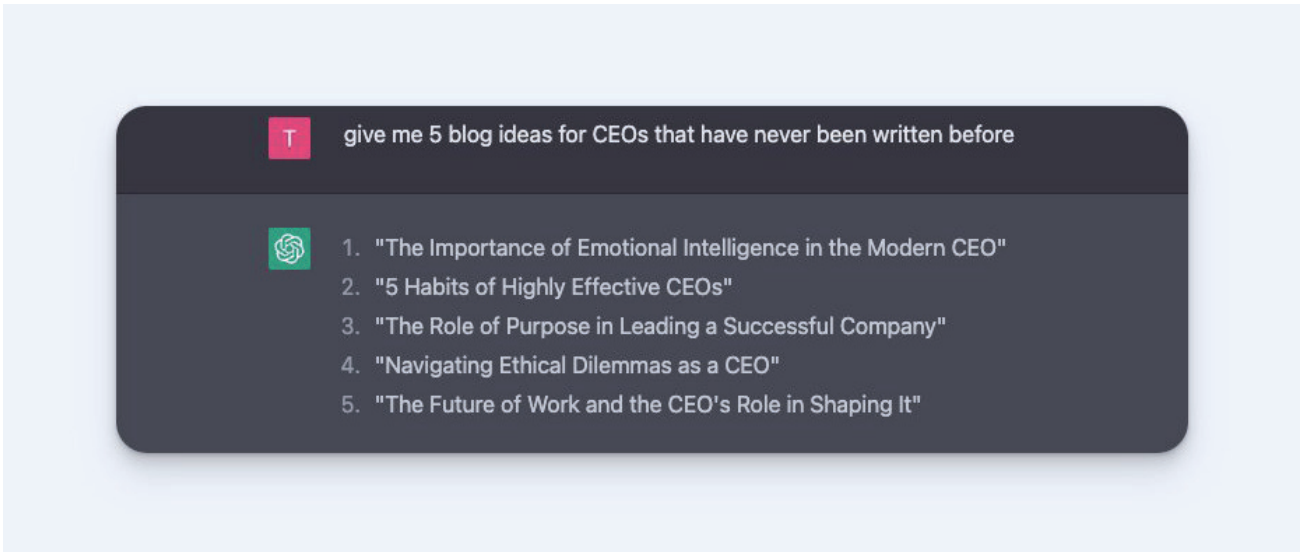 T
give me 5 blog ideas for CEOs that have never been written before
1. "The Importance of Emotional Intelligence in the Modern CEO"
2. "5 Habits of Highly Effective CEOs"
3. "The Role of Purpose in Leading a Successful Company"
4. "Navigating Ethical Dilemmas as a CEO"
5. "The Future of Work and the CEO's Role in Shaping It"